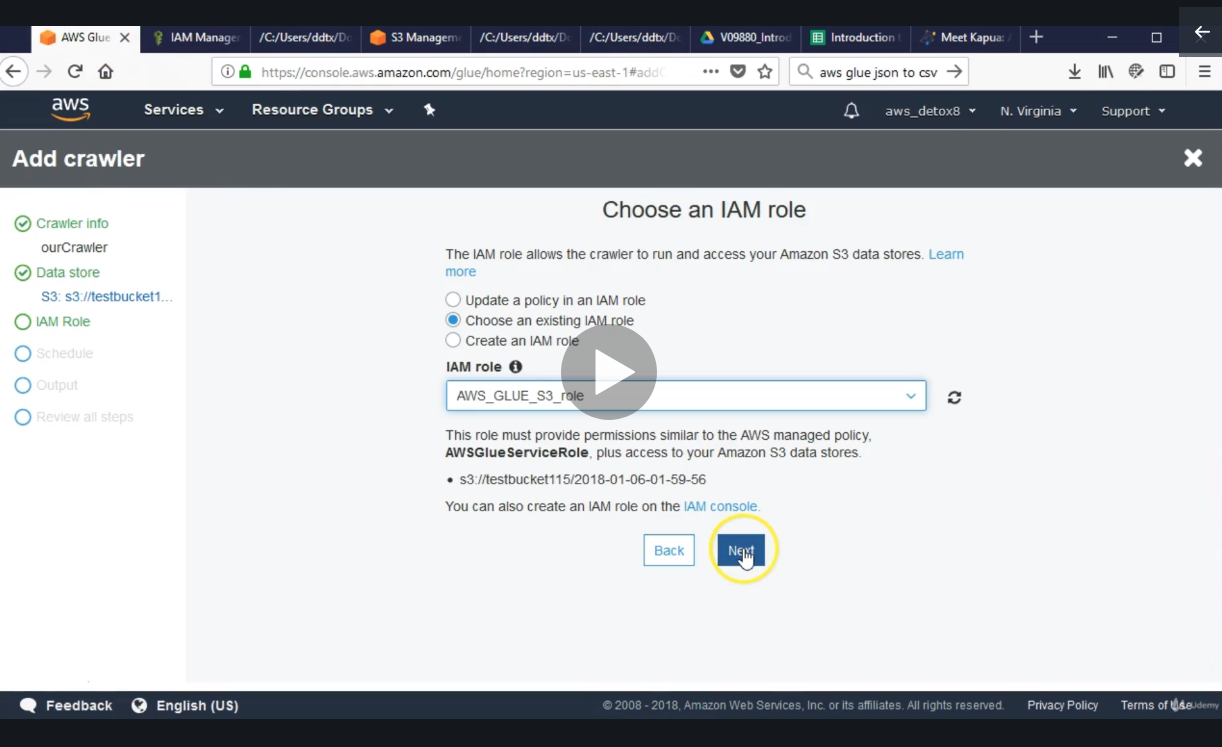 AWS Glue
IAM Manage
/C:/Users/ddtx/D
S3 Managem
/C:/Users/ddtx/D
/C:/Users/ddtx/D
V09880_Introd
Introduction
Meet Kapua:
https://console.aws.amazon.com/glue/home?region=us-east-1#add
aws glue json to csv
aws
Services
Resource Groups
aws_detox8
N. Virginia
Support
Add crawler
Crawler info
ourCrawler
Data store
S3: s3://testbucket1...
IAM Role
Schedule
Output
Review all steps
Choose an IAM role
The IAM role allows the crawler to run and access your Amazon S3 data stores. Learn
more
Update a policy in an IAM role
Choose an existing IAM role
Create an IAM role
IAM role
AWS_GLUE_S3_role
This role must provide permissions similar to the AWS managed policy,
AWSGlueServiceRole, plus access to your Amazon S3 data stores.
• s3://testbucket115/2018-01-06-01-59-56
You can also create an IAM role on the IAM console.
Back
Next
Feedback
English (US)
© 2008 - 2018, Amazon Web Services, Inc. or its affiliates. All rights reserved.
Privacy Policy
Terms of Use
Udemy